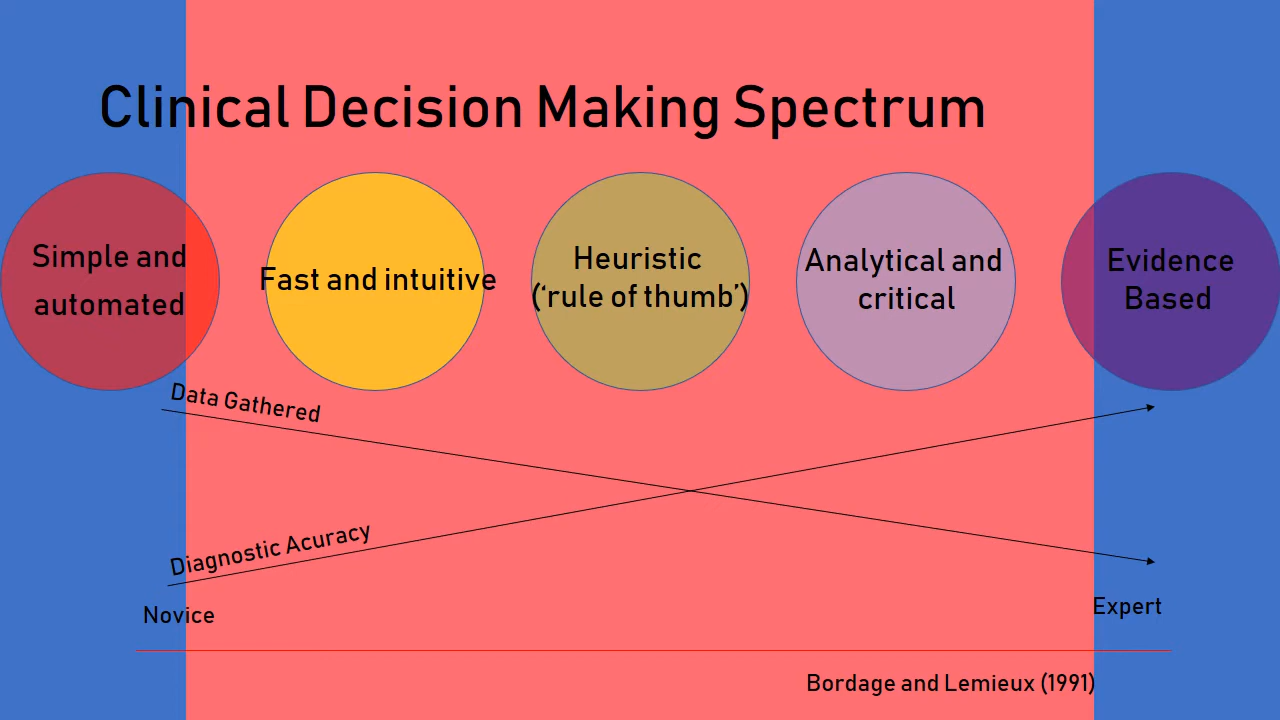 Clinical Decision Making Spectrum
Simple and
automated
Fast and intuitive
Heuristic
(‘rule of thumb’)
Analytical and
critical
Evidence
Based
Data Gathered
Diagnostic Acuracy
Novice
Expert
Bordage and Lemieux (1991)